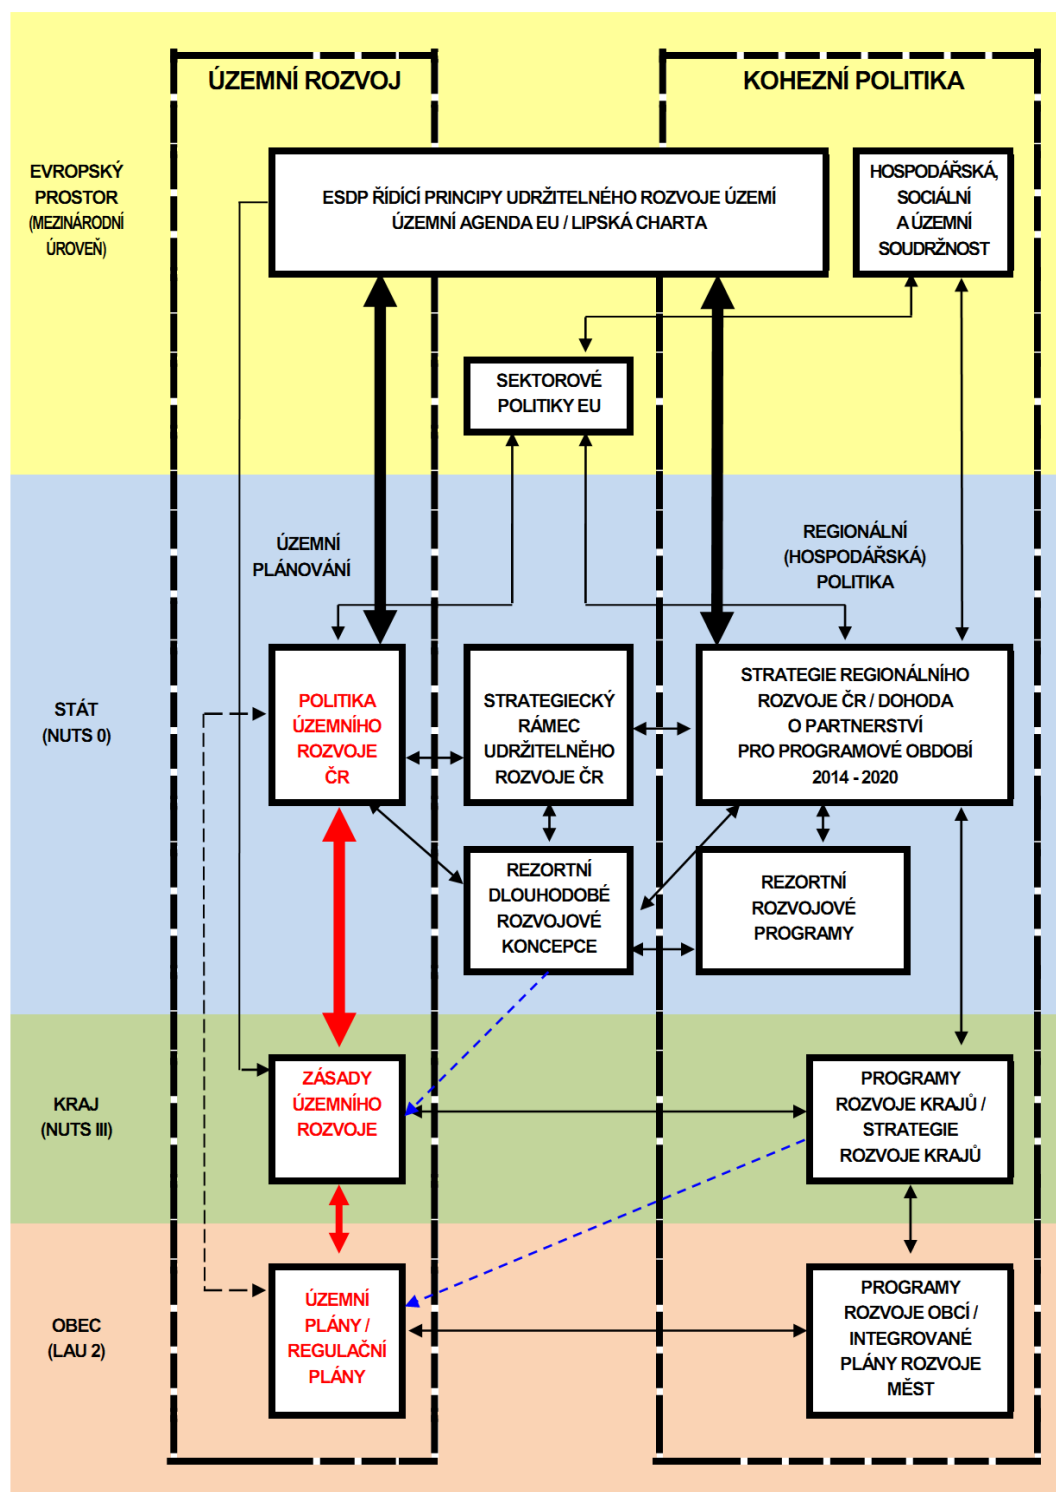 ÚZEMNÍ ROZVOJ
KOHEZNÍ POLITIKA
EVROPSKÝ
PROSTOR
(MEZINÁRODNÍ
ÚROVEŇ)
ESDP ŘÍDÍCÍ PRINCIPY UDRŽITELNÉHO ROZVOJE ÚZEMÍ
ÚZEMNÍ AGENDA EU / LIPSKÁ CHARTA
HOSPODÁŘSKÁ,
SOCIÁLNÍ
A ÚZEMNÍ
SOUDRŽNOST
SEKTOROVÉ
POLITIKY EU
ÚZEMNÍ
PLÁNOVÁNÍ
REGIONÁLNÍ
(HOSPODÁŘSKÁ)
POLITIKA
STÁT
(NUTS 0)
POLITIKA
ÚZEMNÍHO
ROZVOJE
ČR
STRATEGIECKÝ
RÁMEC
UDRŽITELNĚHO
ROZVOJE ČR
STRATEGIE REGIONÁLNÍHO
ROZVOJE ČR / DOHODA
O PARTNERSTVÍ
PRO PROGRAMOVÉ OBDOBÍ
2014 - 2020
REZORTNÍ
DLOUHODOBÉ
ROZVOJOVÉ
KONCEPCE
REZORTNÍ
ROZVOJOVÉ
PROGRAMY
KRAJ
(NUTS III)
ZÁSADY
ÚZEMNÍHO
ROZVOJE
PROGRAMY
ROZVOJE KRAJŮ /
STRATEGIE
ROZVOJE KRAJŮ
OBEC
(LAU 2)
ÚZEMNÍ
PLÁNY /
REGULAČNÍ
PLÁNY
PROGRAMY
ROZVOJE OBCÍ /
INTEGROVANÉ
PLÁNY ROZVOJE
MĚST